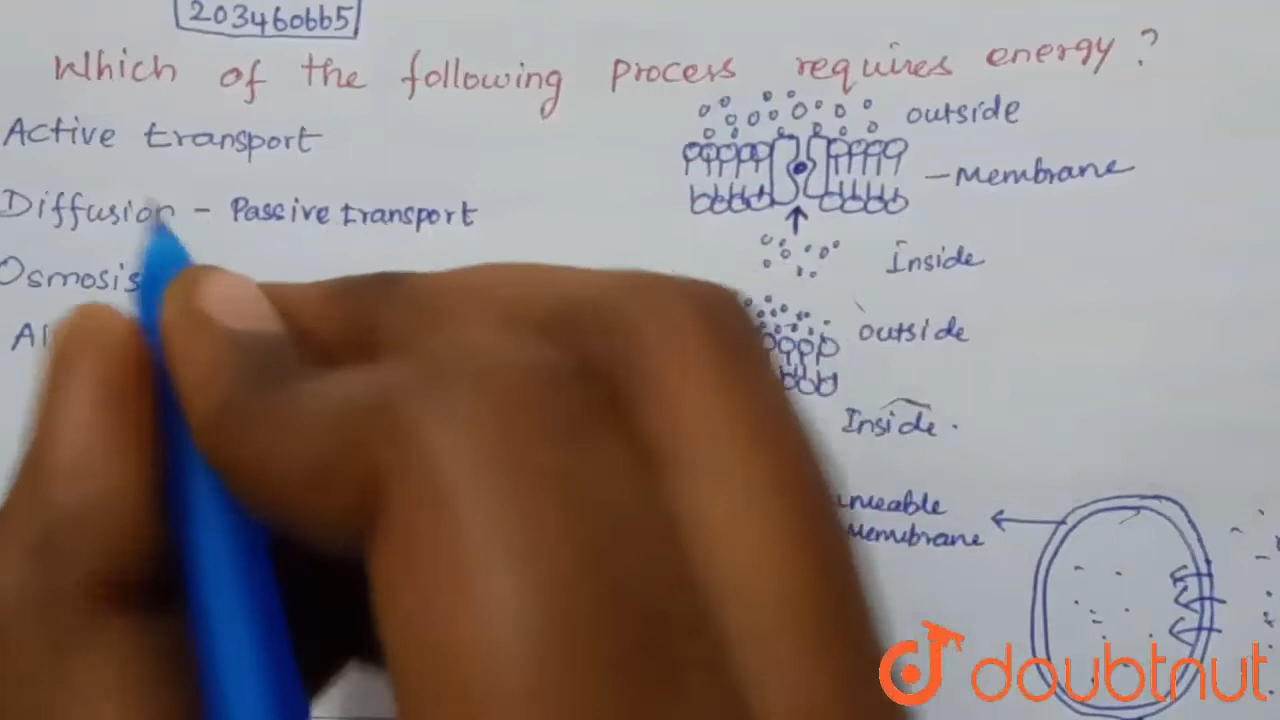 203460665
Which of the following process requires energy?
Active transport
Diffusion - Passive transport
Osmosis
outside
- Membrane
Inside
outside
Inside.
Membrane
doubtnut